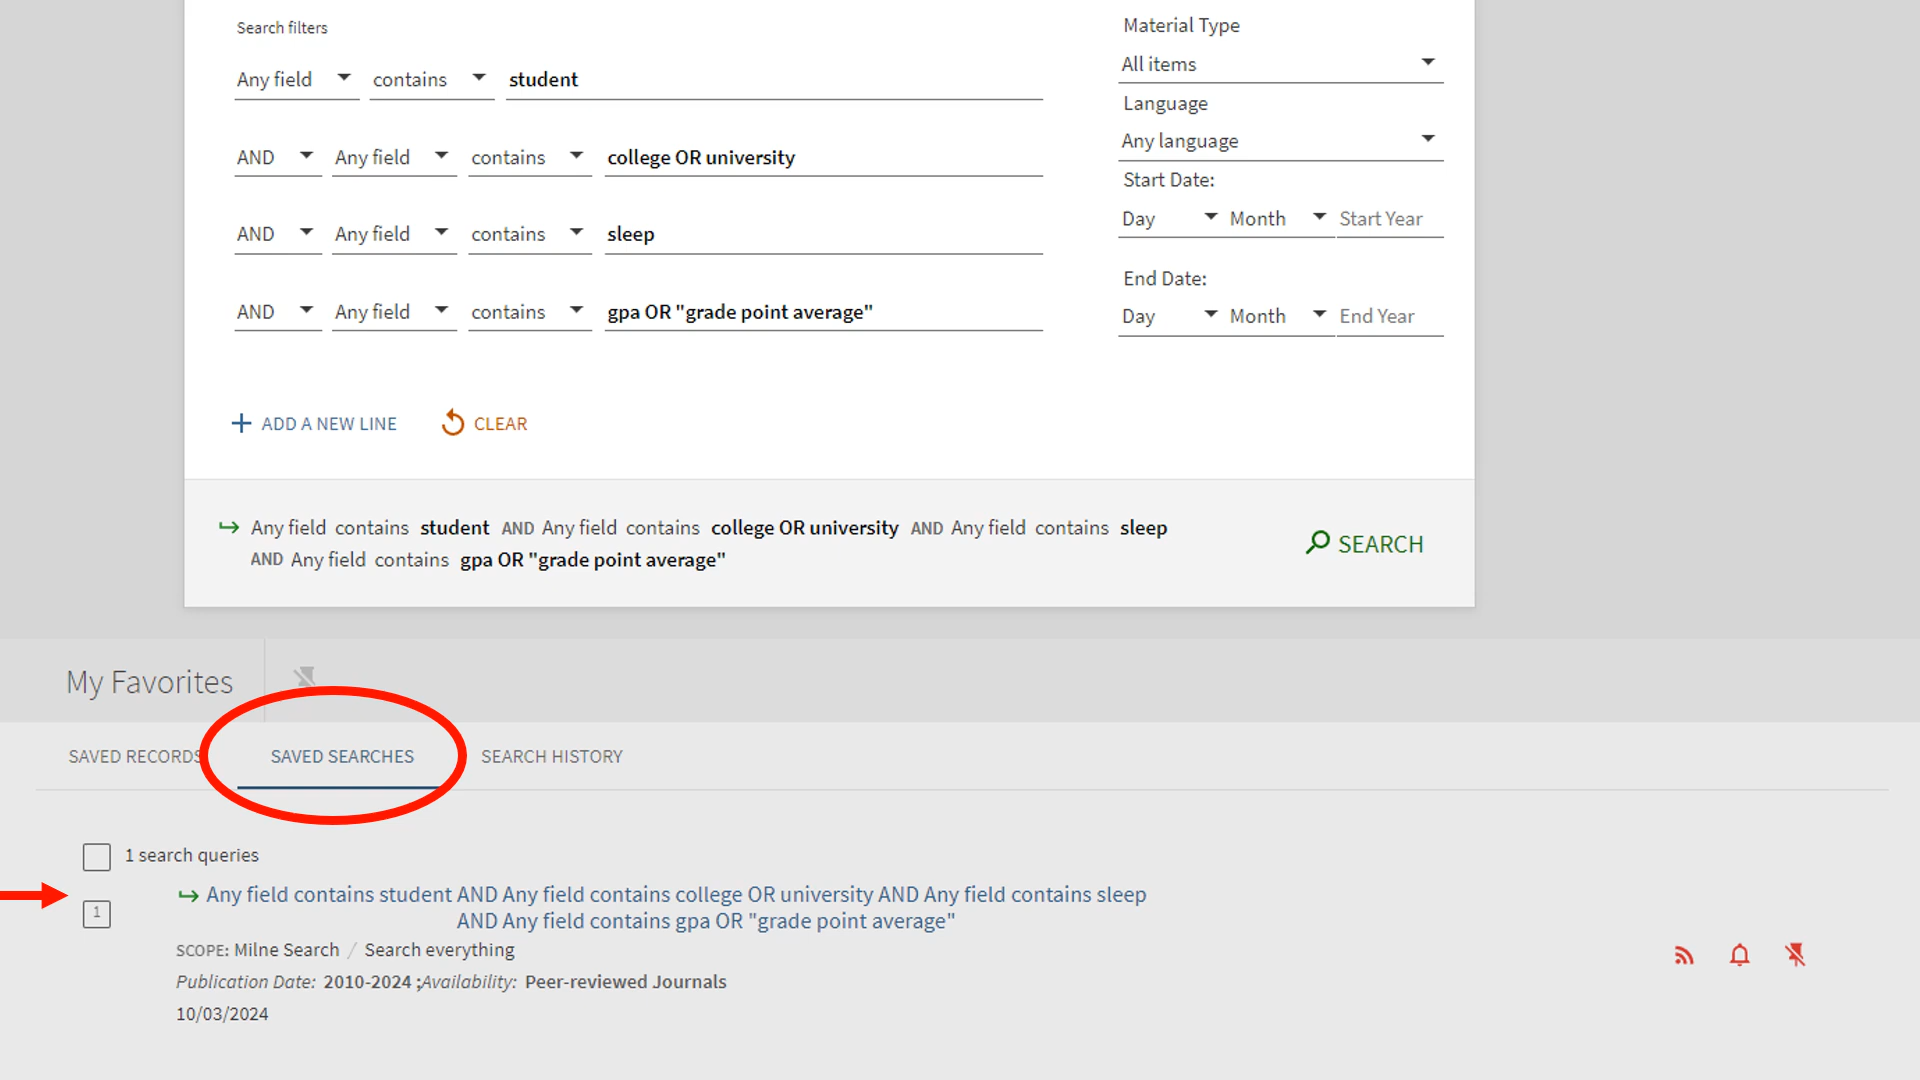 Search filters
Any field contains student
AND Any field contains college OR university
AND Any field contains sleep
AND Any field contains gpa OR "grade point average"
Material Type
All items
Language
Any language
Start Date:
Day Month Start Year
End Date:
Day Month End Year
ADD A NEW LINE CLEAR
Any field contains student AND Any field contains college OR university AND Any field contains sleep
AND Any field contains gpa OR "grade point average"
SEARCH
My Favorites
SAVED RECORDS SAVED SEARCHES SEARCH HISTORY
1 search queries
1 Any field contains student AND Any field contains college OR university AND Any field contains sleep
AND Any field contains gpa OR "grade point average"
SCOPE: Milne Search / Search everything
Publication Date: 2010-2024 ;Availability: Peer-reviewed Journals
10/03/2024